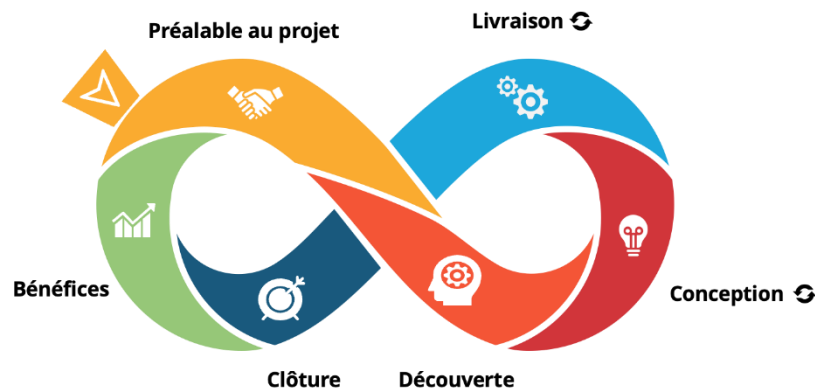 Préalable au projet
Livraison
Bénéfices
Conception
Clôture
Découverte